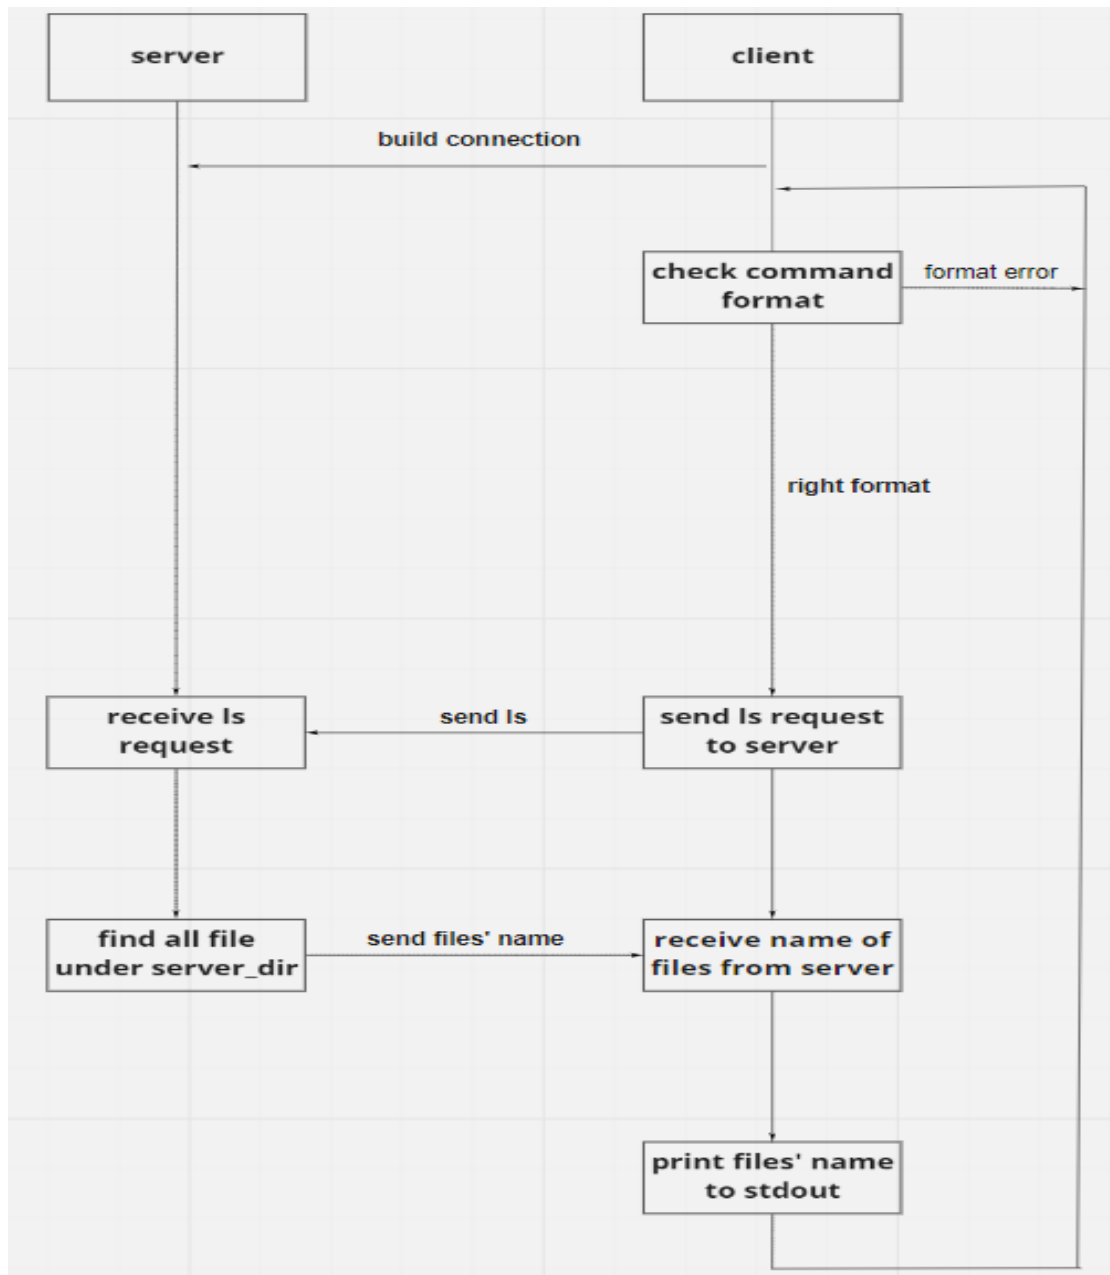 server
client
build connection
check command
format
format error
right format
receive ls
request
send ls
send ls request
to server
find all file
under server_dir
send files' name
receive name of
files from server
print files' name
to stdout